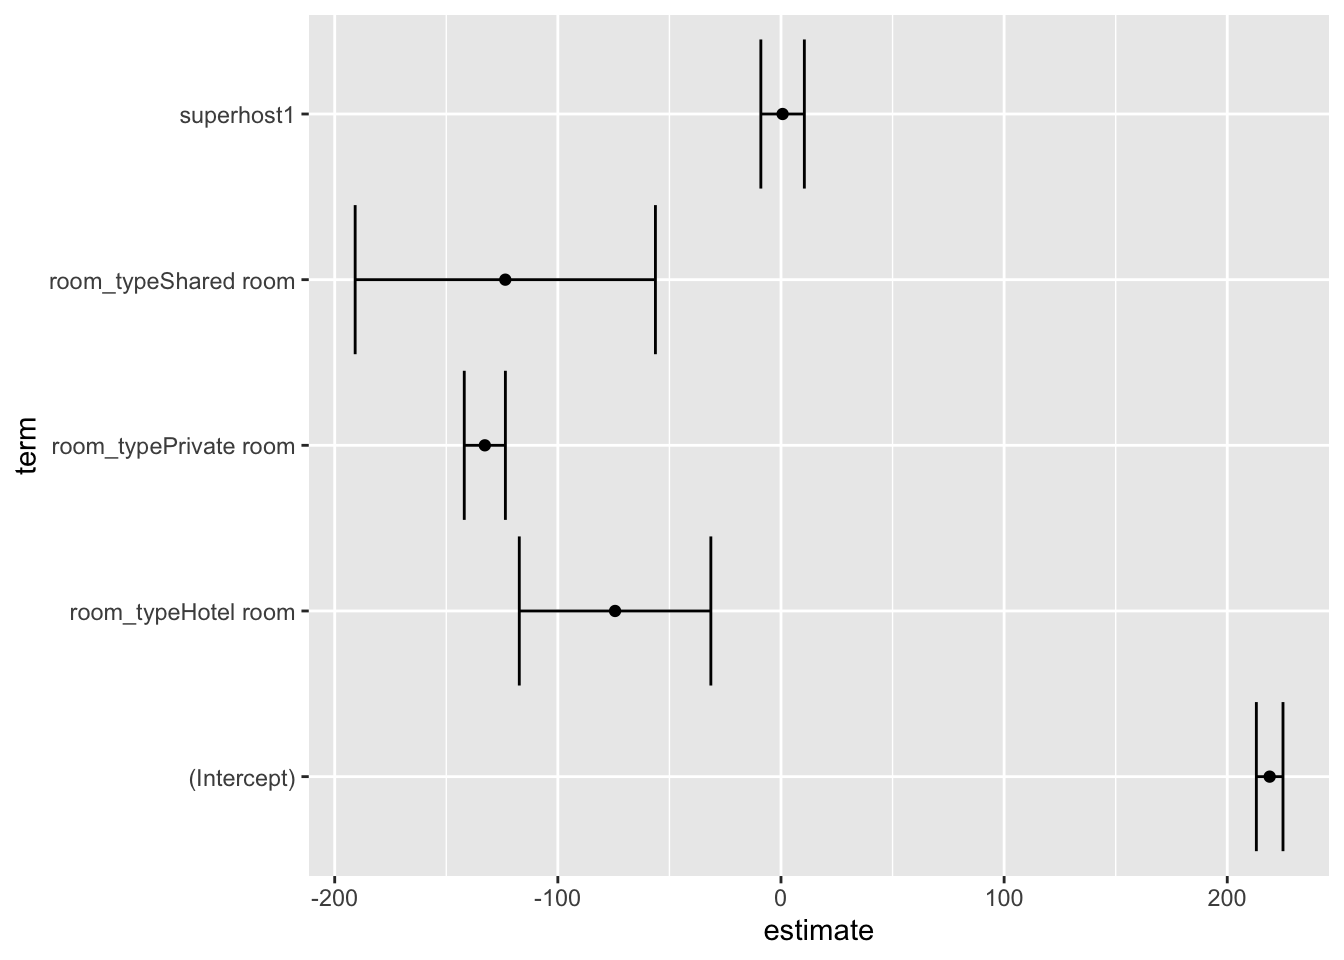 superhost1
room_typeShared room
room_typePrivate room
room_typeHotel room
(Intercept)
term
-200
-100
0
100
200
estimate